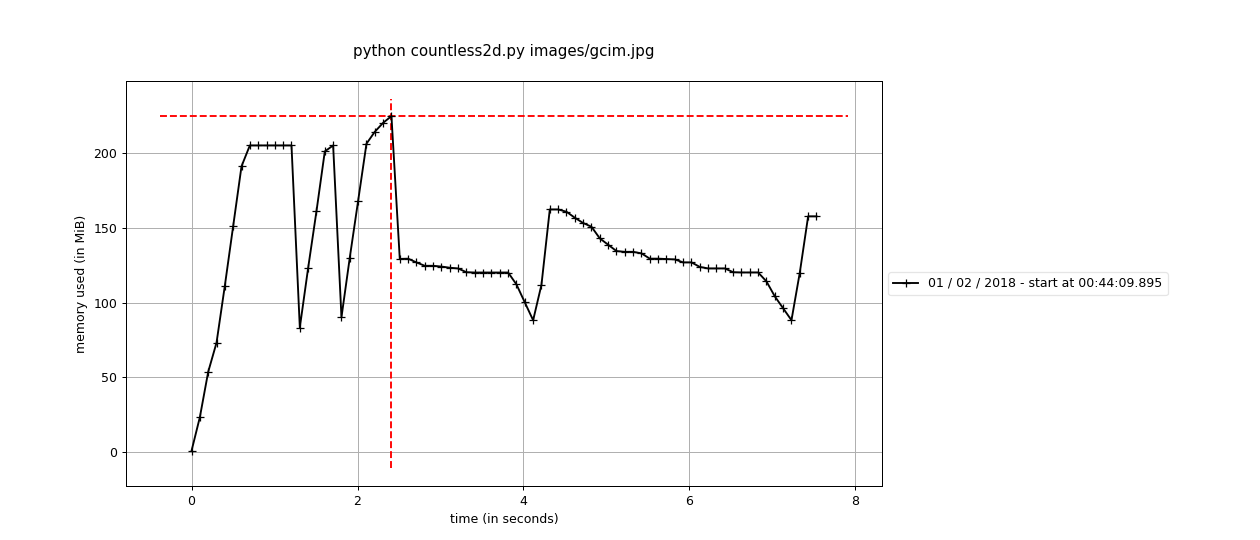 python countless2d.py images/gcim.jpg
memory used (in MiB)
200
150
100
50
0
0 2 4 6 8
time (in seconds)
01 / 02 / 2018 - start at 00:44:09.895